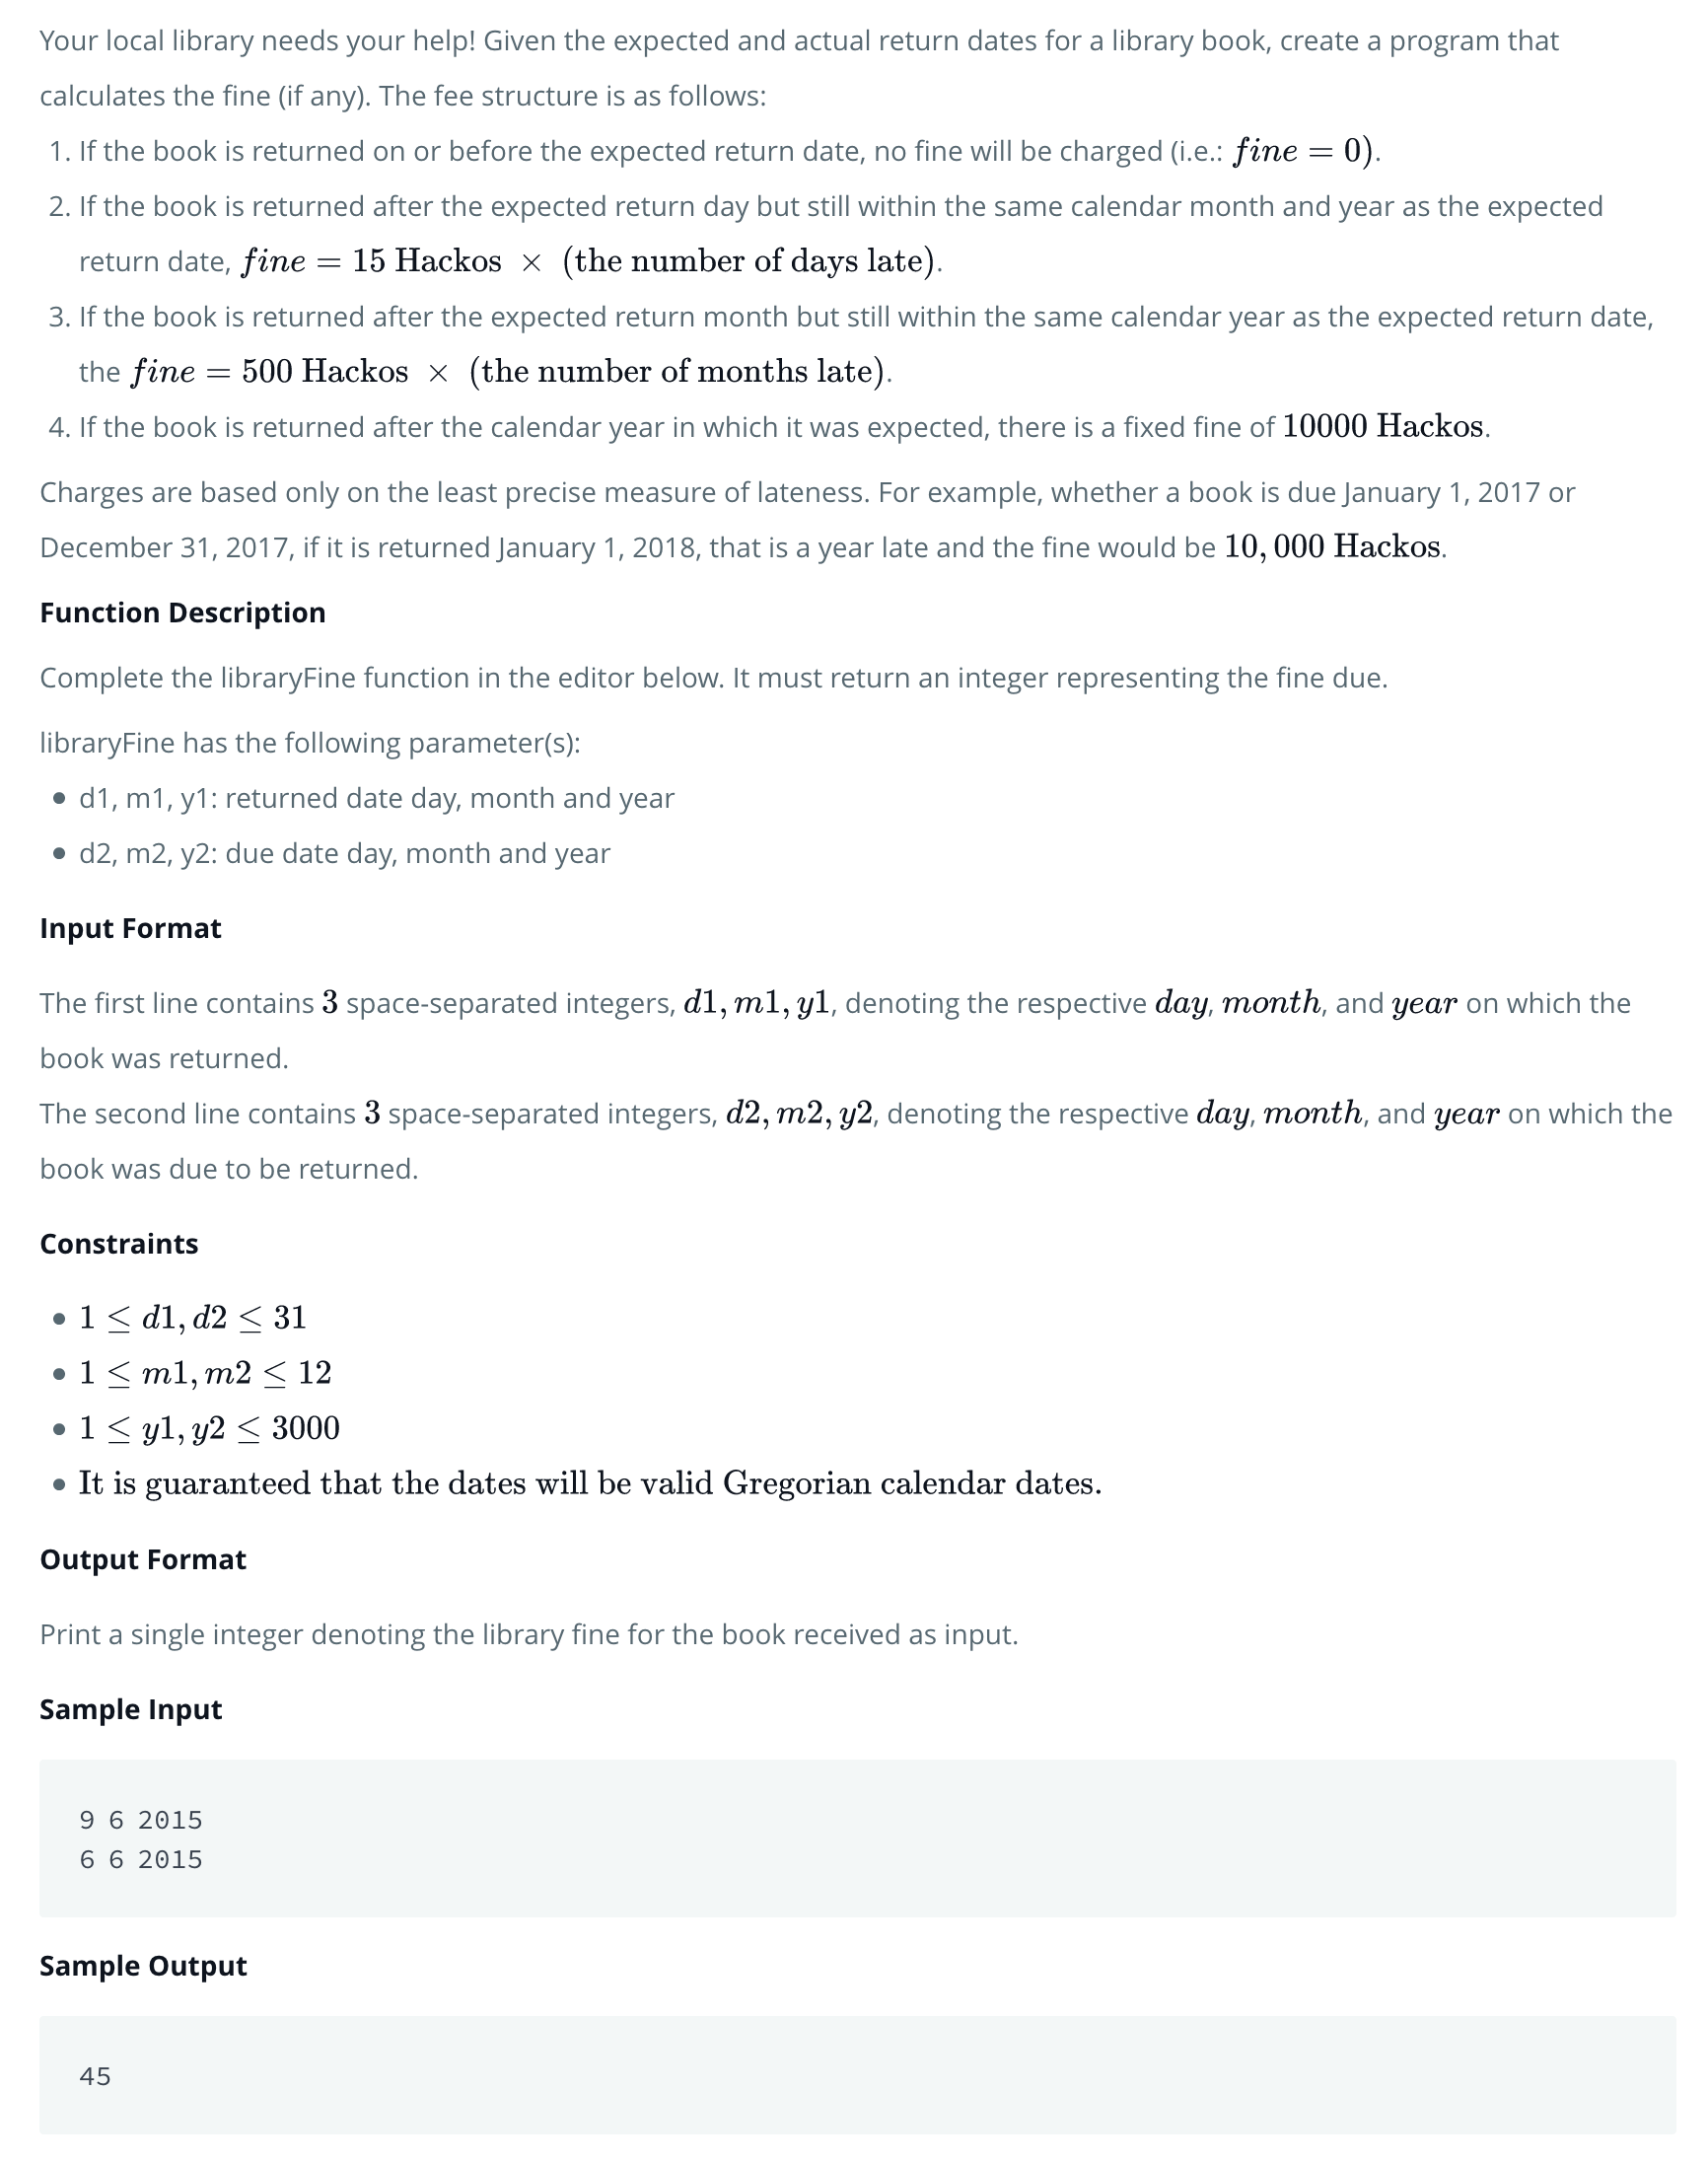 Your local library needs your help! Given the expected and actual return dates for a library book, create a program that
calculates the fine (if any). The fee structure is as follows:
1. If the book is returned on or before the expected return date, no fine will be charged (i.e.: fine = 0).
2. If the book is returned after the expected return day but still within the same calendar month and year as the expected
return date, fine = 15 Hackos × (the number of days late).
3. If the book is returned after the expected return month but still within the same calendar year as the expected return date,
the fine = 500 Hackos × (the number of months late).
4. If the book is returned after the calendar year in which it was expected, there is a fixed fine of 10000 Hackos.
Charges are based only on the least precise measure of lateness. For example, whether a book is due January 1, 2017 or
December 31, 2017, if it is returned January 1, 2018, that is a year late and the fine would be 10, 000 Hackos.
Function Description
Complete the libraryFine function in the editor below. It must return an integer representing the fine due.
libraryFine has the following parameter(s):
• d1, m1, y1: returned date day, month and year
• d2, m2, y2: due date day, month and year
Input Format
The first line contains 3 space-separated integers, d1, m1, y1, denoting the respective day, month, and year on which the
book was returned.
The second line contains 3 space-separated integers, d2, m2, y2, denoting the respective day, month, and year on which the
book was due to be returned.
Constraints
• 1 ≤ d1, d2 ≤ 31
• 1 ≤ m1, m2 ≤ 12
• 1 ≤ y1, y2 ≤ 3000
• It is guaranteed that the dates will be valid Gregorian calendar dates.
Output Format
Print a single integer denoting the library fine for the book received as input.
Sample Input
9 6 2015
6 6 2015
Sample Output
45